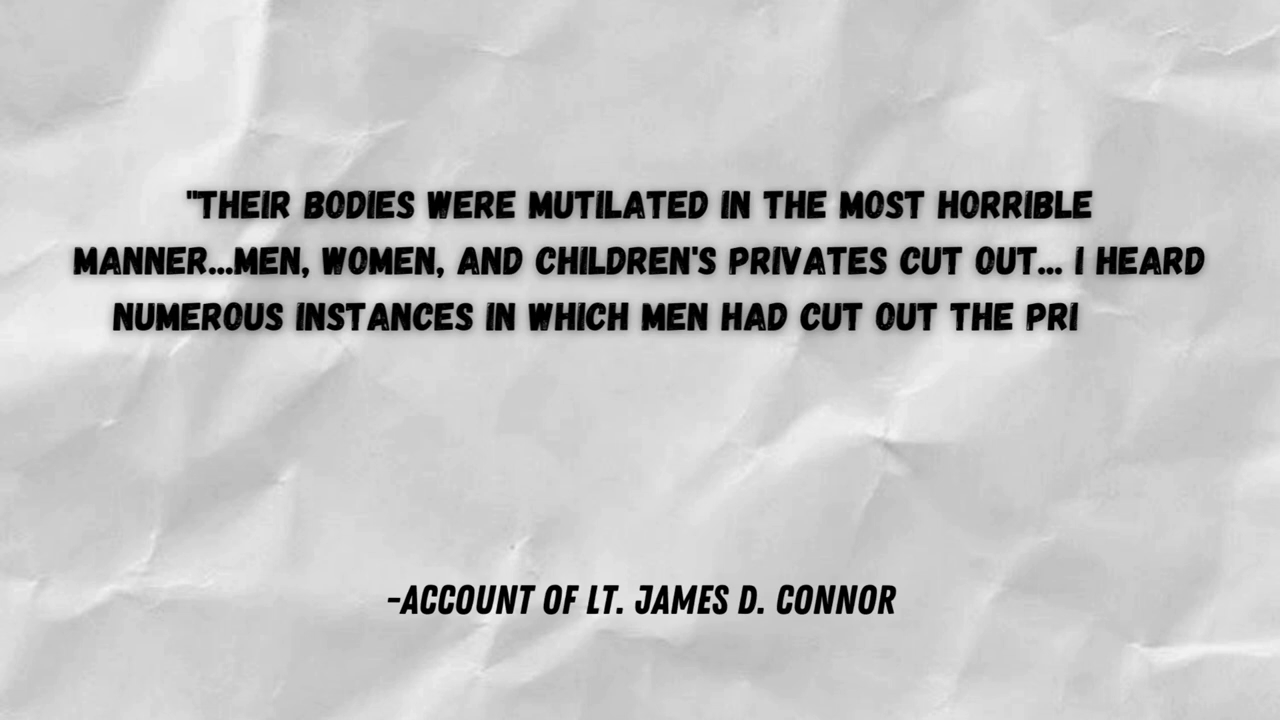 "THEIR BODIES WERE MUTILATED IN THE MOST HORRIBLE
MANNER...MEN, WOMEN, AND CHILDREN'S PRIVATES CUT OUT... I HEARD
NUMEROUS INSTANCES IN WHICH MEN HAD CUT OUT THE PRI
-ACCOUNT OF LT. JAMES D. CONNOR